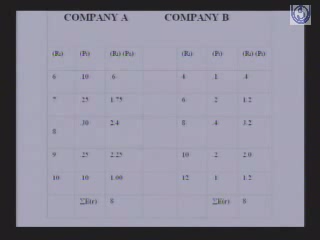 COMPANY A COMPANY B
(Ri) (Pi) (Ri) (Pi) (Ri) (Pi) (Ri) (Pi)
6 .10 .6 4 .1 .4
7 .25 1.75 6 .2 1.2
8 .30 2.4 8 .4 3.2
9 .25 2.25 10 .2 2.0
10 .10 1.00 12 .1 1.2
∑E(r) 8 ∑E(r) 8